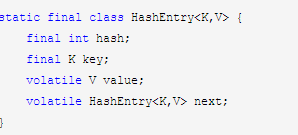 static final class HashEntry<K,V> {
    final int hash;
    final K key;
    volatile V value;
    volatile HashEntry<K,V> next;
}